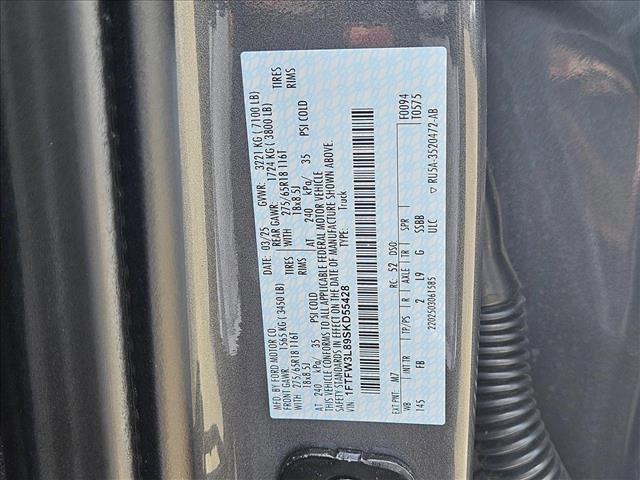 MFD. BY FORD MOTOR CO. DATE: 03/25 GVWR: 3221 KG ( 7100 LB)
FRONT GAWR: 1565 KG ( 3450 LB) REAR GAWR: 1724 KG ( 3800 LB)
WITH 275/65R18 116T TIRES WITH 275/65R18 116T TIRES
18x8.5J RIMS 18x8.5J RIMS
AT 240 kPa/ 35 PSI COLD AT 240 kPa/ 35 PSI COLD
THIS VEHICLE CONFORMS TO ALL APPLICABLE FEDERAL MOTOR VEHICLE
SAFETY STANDARDS IN EFFECT ON THE DATE OF MANUFACTURE SHOWN ABOVE.
VIN: 1FTFW3L89SKD55428 TYPE: Truck
F0094
T0575
EXT PNT: M7 RC: 52 DSO:
WB INT TR TP/PS R AXLE TR SPR
145 FB 2 L9 G SSBB
ULC
▽ RU5A-3520472-AB
2202503061585